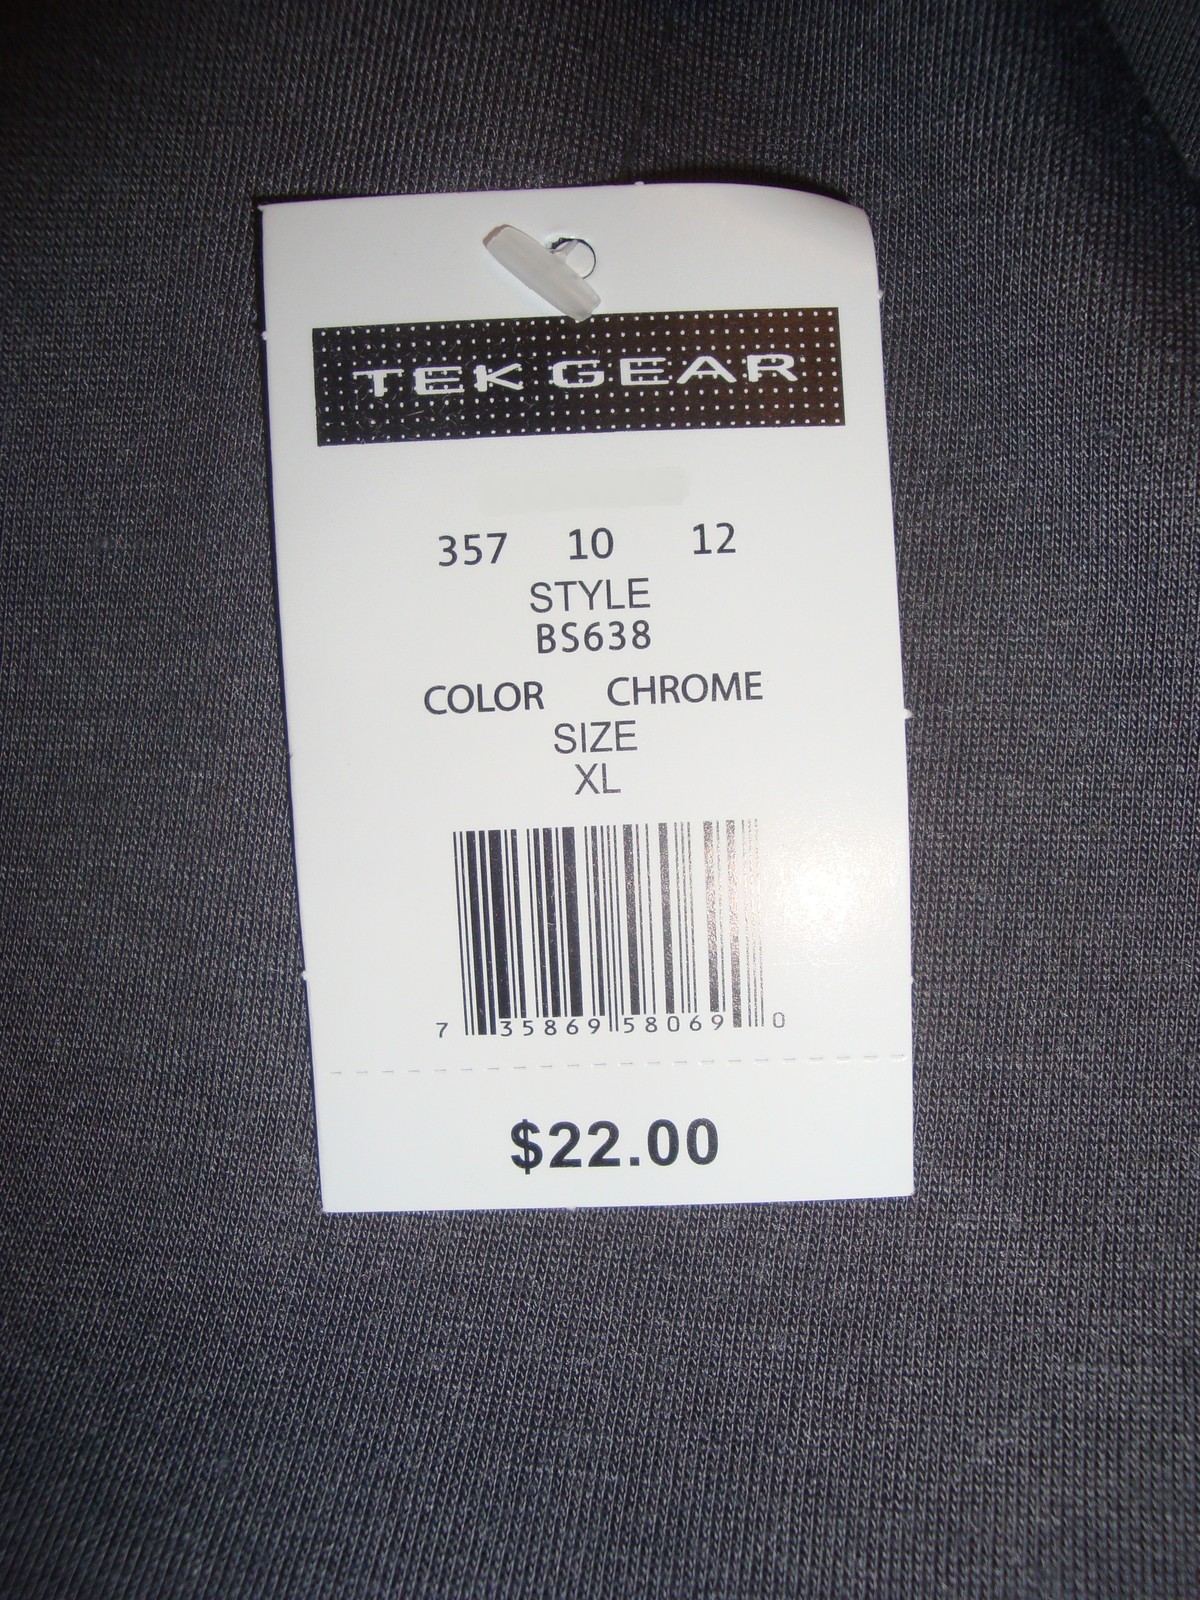 TEK GEAR
357 10 12
STYLE
BS638
COLOR CHROME
SIZE
XL
7 35869 58069 0
$22.00